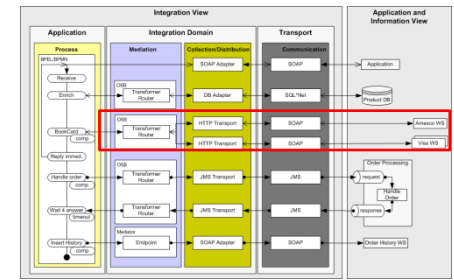 Integration View
Application and
Information View
Application
Integration Domain
Transport
Process
Mediation
Collection/Distribution
Communication
BPEL/BPMN
SOAP Adapter
SOAP
Application
Receive
OSB
Enrich
Transformer
Router
DB Adapter
SQL*Net
Product DB
OSB
HTTP Transport
SOAP
Amexco WS
BookCard
comp
Transformer
Router
HTTP Transport
SOAP
Visa WS
Reply immed.
OSB
Order Processing
Handle order
comp
Transformer
Router
JMS Transport
JMS
request
Handle
Order
Wait 4 answer
timeout
Transformer
Router
JMS Transport
JMS
response
Mediator
Insert History
comp
Endpoint
SOAP Adapter
SOAP
Order History WS